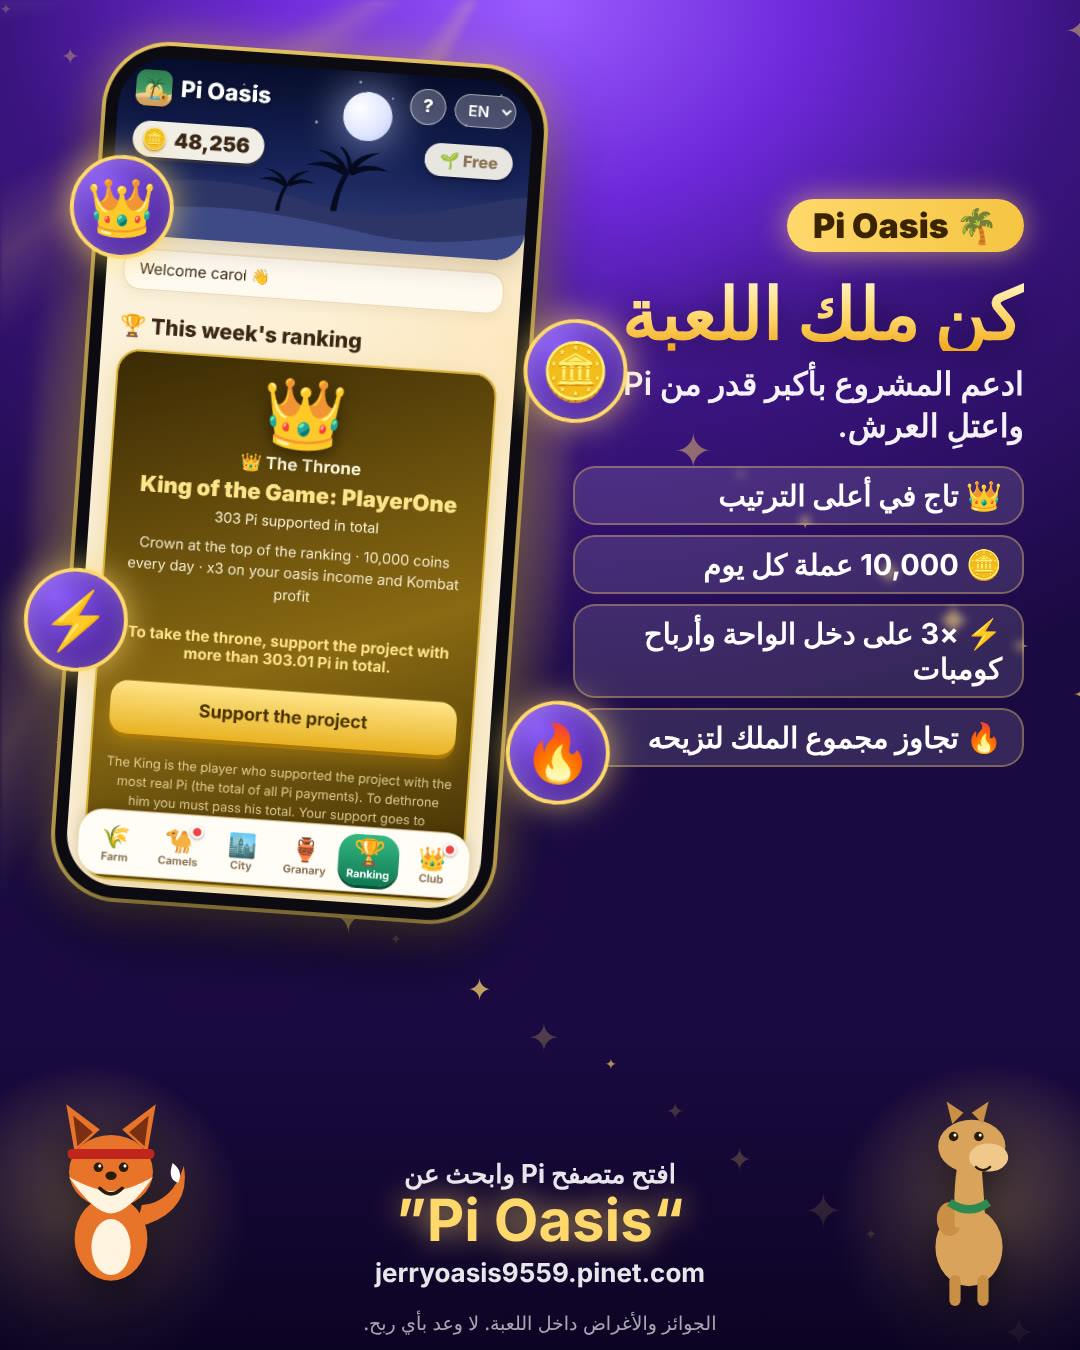 Pi Oasis
?
EN
48,256
Free
Welcome carol
This week's ranking
The Throne
King of the Game: PlayerOne
303 Pi supported in total
Crown at the top of the ranking · 10,000 coins
every day · x3 on your oasis income and Kombat
profit
To take the throne, support the project with
more than 303.01 Pi in total.
Support the project
The King is the player who supported the project with the
most real Pi (the total of all Pi payments). To dethrone
him you must pass his total. Your support goes to
Farm
Camels
City
Granary
Ranking
Club
Pi Oasis
كن ملك اللعبة
ادعم المشروع بأكبر قدر من Pi
واعتلِ العرش.
تاج في أعلى الترتيب
10,000 عملة كل يوم
×3 على دخل الواحة وأرباح
كومبات
تجاوز مجموع الملك لتزيحه
افتح متصفح Pi وابحث عن
”Pi Oasis“
jerryoasis9559.pinet.com
الجوائز والأغراض داخل اللعبة. لا وعد بأي ربح.